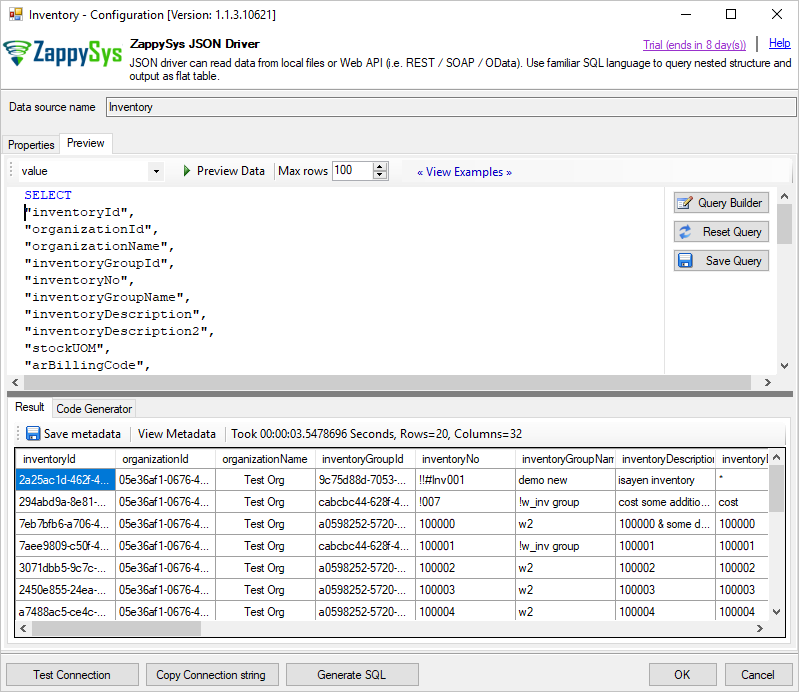 Inventory - Configuration [Version: 1.1.3.10621]
ZappySys
ZappySys JSON Driver
Trial (ends in 8 day(s))
Help
JSON driver can read data from local files or Web API (i.e. REST / SOAP / OData). Use familiar SQL language to query nested structure and
output as flat table.
Data source name
Inventory
Properties
Preview
value
Preview Data
Max rows
100
« View Examples »
SELECT
"inventoryId",
"organizationId",
"organizationName",
"inventoryGroupId",
"inventoryNo",
"inventoryGroupName",
"inventoryDescription",
"inventoryDescription2",
"stockUOM",
"arBillingCode",
Query Builder
Reset Query
Save Query
Result
Code Generator
Save metadata
View Metadata
Took 00:00:03.5478696 Seconds, Rows=20, Columns=32
inventoryId organizationId organizationName inventoryGroupId inventoryNo inventoryGroupNam inventoryDescription
2a25ac1d-462f-4... 05e36af1-0676-4... Test Org 9c75d88d-7053-... !!#Inv001 demo new isayen inventory *
294abd9a-8e81-... 05e36af1-0676-4... Test Org cabcbc44-628f-4... !007 !w_inv group cost some additio... cost
7eb7bfb6-a706-4... 05e36af1-0676-4... Test Org a0598252-5720-... 100000 w2 100000 & some d... 100000
7aee9809-c50f-4... 05e36af1-0676-4... Test Org cabcbc44-628f-4... 100001 !w_inv group 100001 100001
3071dbb5-9c7c-... 05e36af1-0676-4... Test Org a0598252-5720-... 100002 w2 100002 100002
2450e855-24ea-... 05e36af1-0676-4... Test Org a0598252-5720-... 100003 w2 100003 100003
a7488ac5-ce4c-... 05e36af1-0676-4... Test Org a0598252-5720-... 100004 w2 100004 100004
Test Connection
Copy Connection string
Generate SQL
OK
Cancel